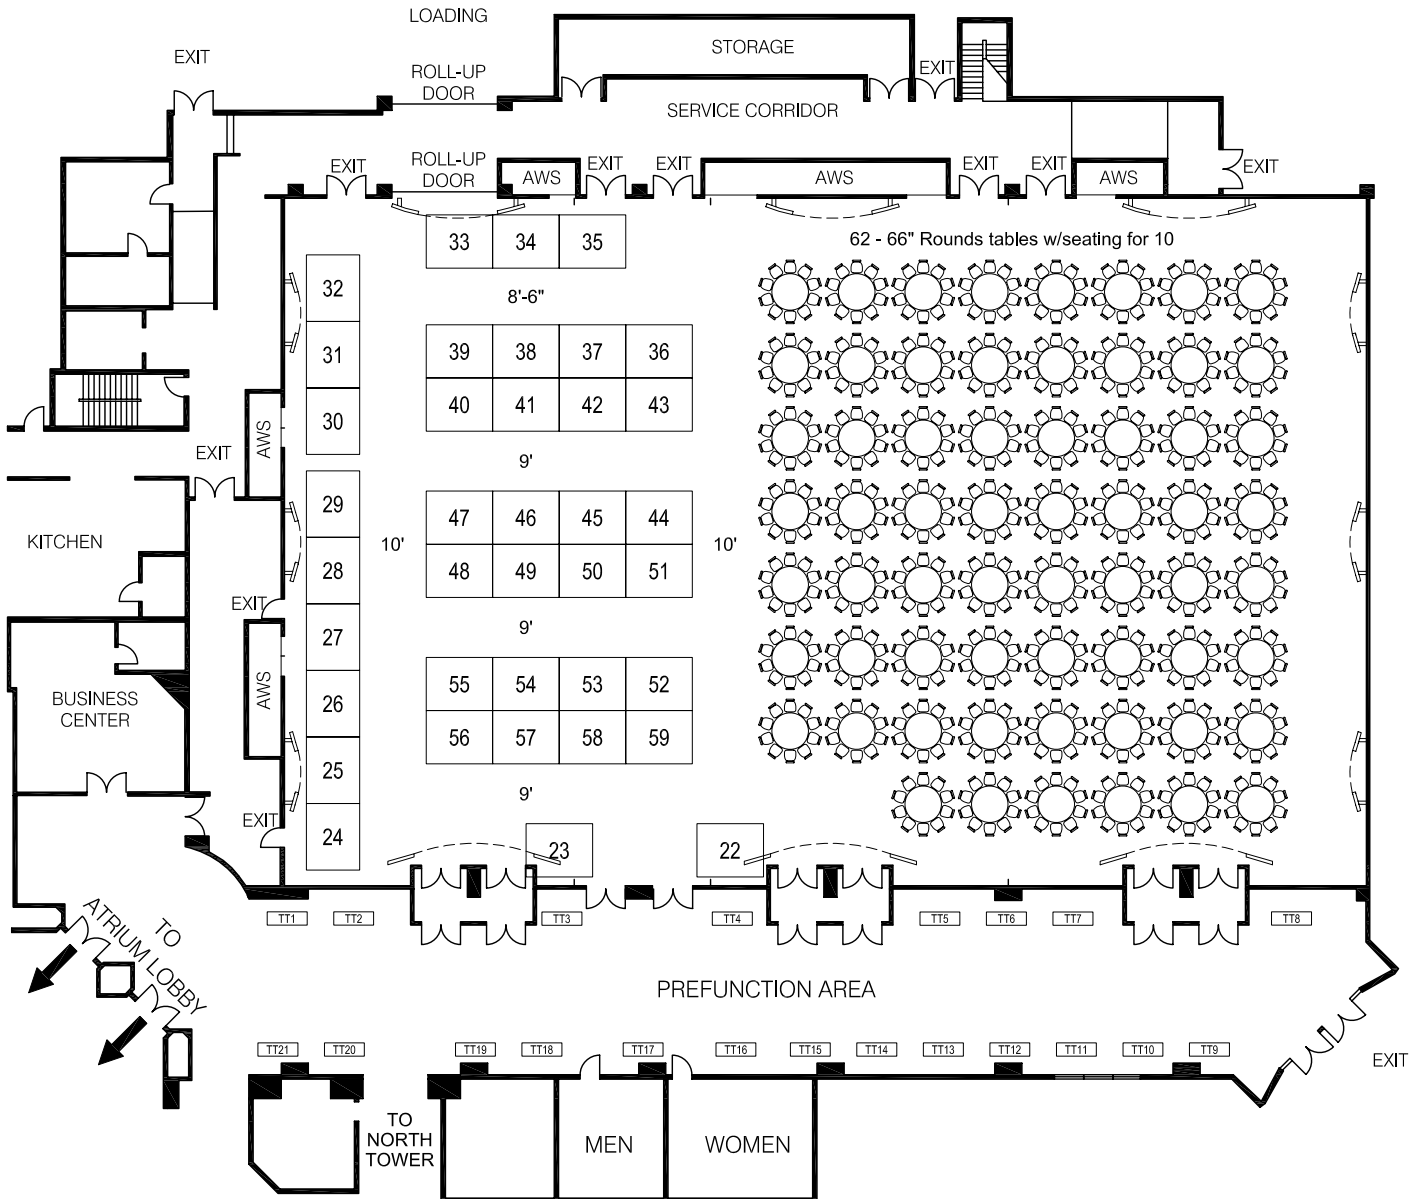 LOADING
STORAGE
EXIT
ROLL-UP
DOOR
EXIT
SERVICE CORRIDOR
EXIT
ROLL-UP
DOOR
AWS
EXIT
EXIT
AWS
EXIT
EXIT
AWS
EXIT
33
34
35
62 - 66" Rounds tables w/seating for 10
32
8'-6"
31
39
38
37
36
30
40
41
42
43
AWS
EXIT
9'
29
47
46
45
44
KITCHEN
10'
10'
28
48
49
50
51
EXIT
27
9'
AWS
26
55
54
53
52
BUSINESS
CENTER
56
57
58
59
25
9'
EXIT
24
23
22
TT1
TT2
TT3
TT4
TT5
TT6
TT7
TT8
TO
ATRIUM LOBBY
PREFUNCTION AREA
TT21
TT20
TT19
TT18
TT17
TT16
TT15
TT14
TT13
TT12
TT11
TT10
TT9
EXIT
TO
NORTH
TOWER
MEN
WOMEN